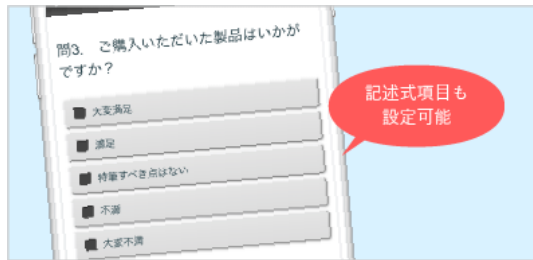 問3. ご購入いただいた製品はいかが
ですか？
大変満足
満足
特筆すべき点はない
不満
大変不満
記述式項目も
設定可能